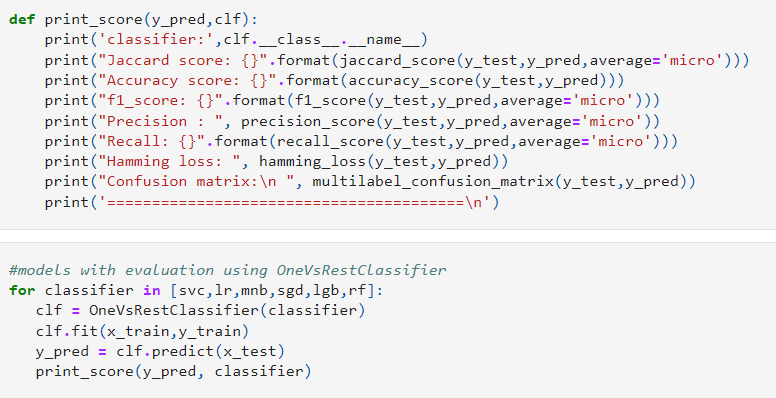 def print_score(y_pred,clf):
    print('classifier:',clf.__class__.__name__)
    print("Jaccard score: {}".format(jaccard_score(y_test,y_pred,average='micro')))
    print("Accuracy score: {}".format(accuracy_score(y_test,y_pred)))
    print("f1_score: {}".format(f1_score(y_test,y_pred,average='micro')))
    print("Precision : ", precision_score(y_test,y_pred,average='micro'))
    print("Recall: {}".format(recall_score(y_test,y_pred,average='micro')))
    print("Hamming loss: ", hamming_loss(y_test,y_pred))
    print("Confusion matrix:\n ", multilabel_confusion_matrix(y_test,y_pred))
    print('========================================\n')
#models with evaluation using OneVsRestClassifier
for classifier in [svc,lr,mnb,sgd,lgb,rf]:
   clf = OneVsRestClassifier(classifier)
   clf.fit(x_train,y_train)
   y_pred = clf.predict(x_test)
   print_score(y_pred, classifier)